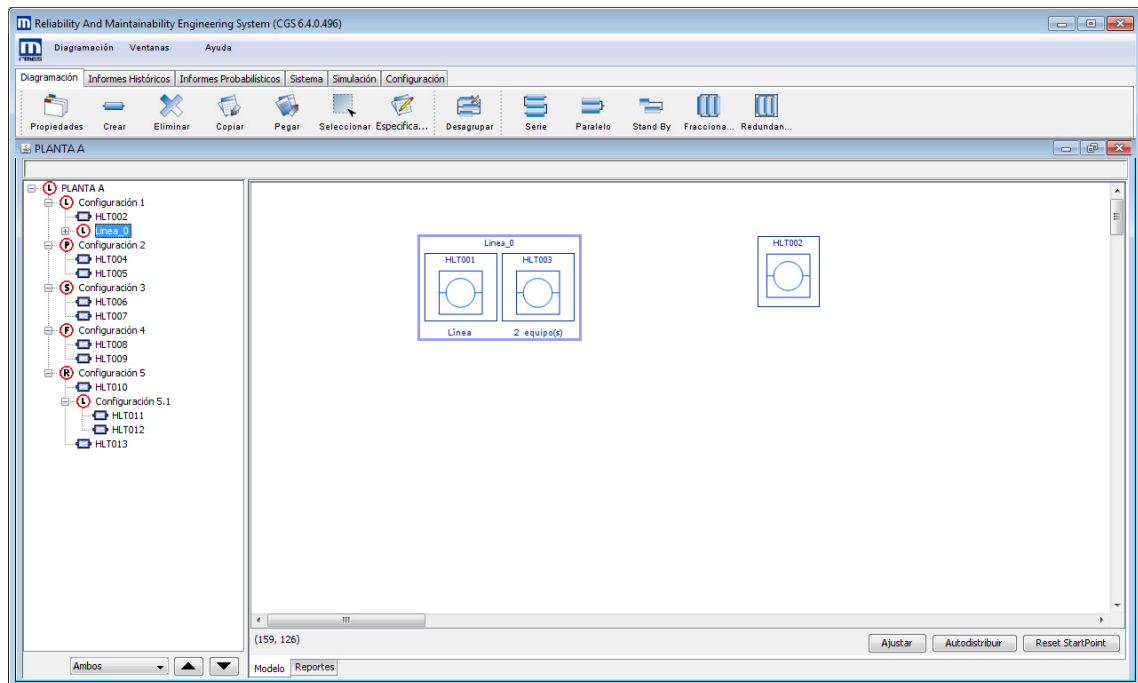 Reliability And Maintainability Engineering System (CGS 6.4.0.496)
Diagramación Ventanas Ayuda
Diagramación Informes Históricos Informes Probabilísticos Sistema Simulación Configuración
Propiedades Crear Eliminar Copiar Pegar Seleccionar Especifica... Desagrupar Serie Paralelo Stand By Fracciona... Redundan...
PLANTA A
PLANTA A
Configuración 1
HLT002
Linea_0
Configuración 2
HLT004
HLT005
Configuración 3
HLT006
HLT007
Configuración 4
HLT008
HLT009
Configuración 5
HLT010
Configuración 5.1
HLT011
HLT012
HLT013
Linea_0
HLT001 HLT003
Línea 2 equipo(s)
HLT002
(159, 126)
Ajustar Autodistribuir Reset StartPoint
Ambos
Modelo Reportes